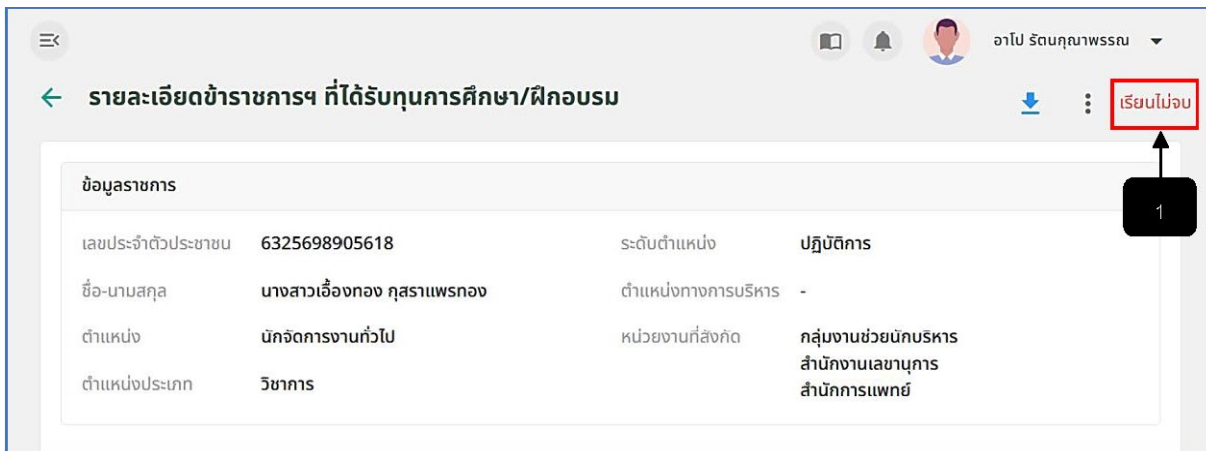 อาโป รัตนกุณาพรรณ
รายละเอียดข้าราชการฯ ที่ได้รับทุนการศึกษา/ฝึกอบรม
เรียนไม่จบ
1
ข้อมูลราชการ
เลขประจำตัวประชาชน 6325698905618 ระดับตำแหน่ง ปฏิบัติการ
ชื่อ-นามสกุล นางสาวเอื้องทอง กุสราแพรทอง ตำแหน่งทางการบริหาร -
ตำแหน่ง นักจัดการงานทั่วไป หน่วยงานที่สังกัด กลุ่มงานช่วยนักบริหาร
สำนักงานเลขานุการ
ตำแหน่งประเภท วิชาการ สำนักการแพทย์